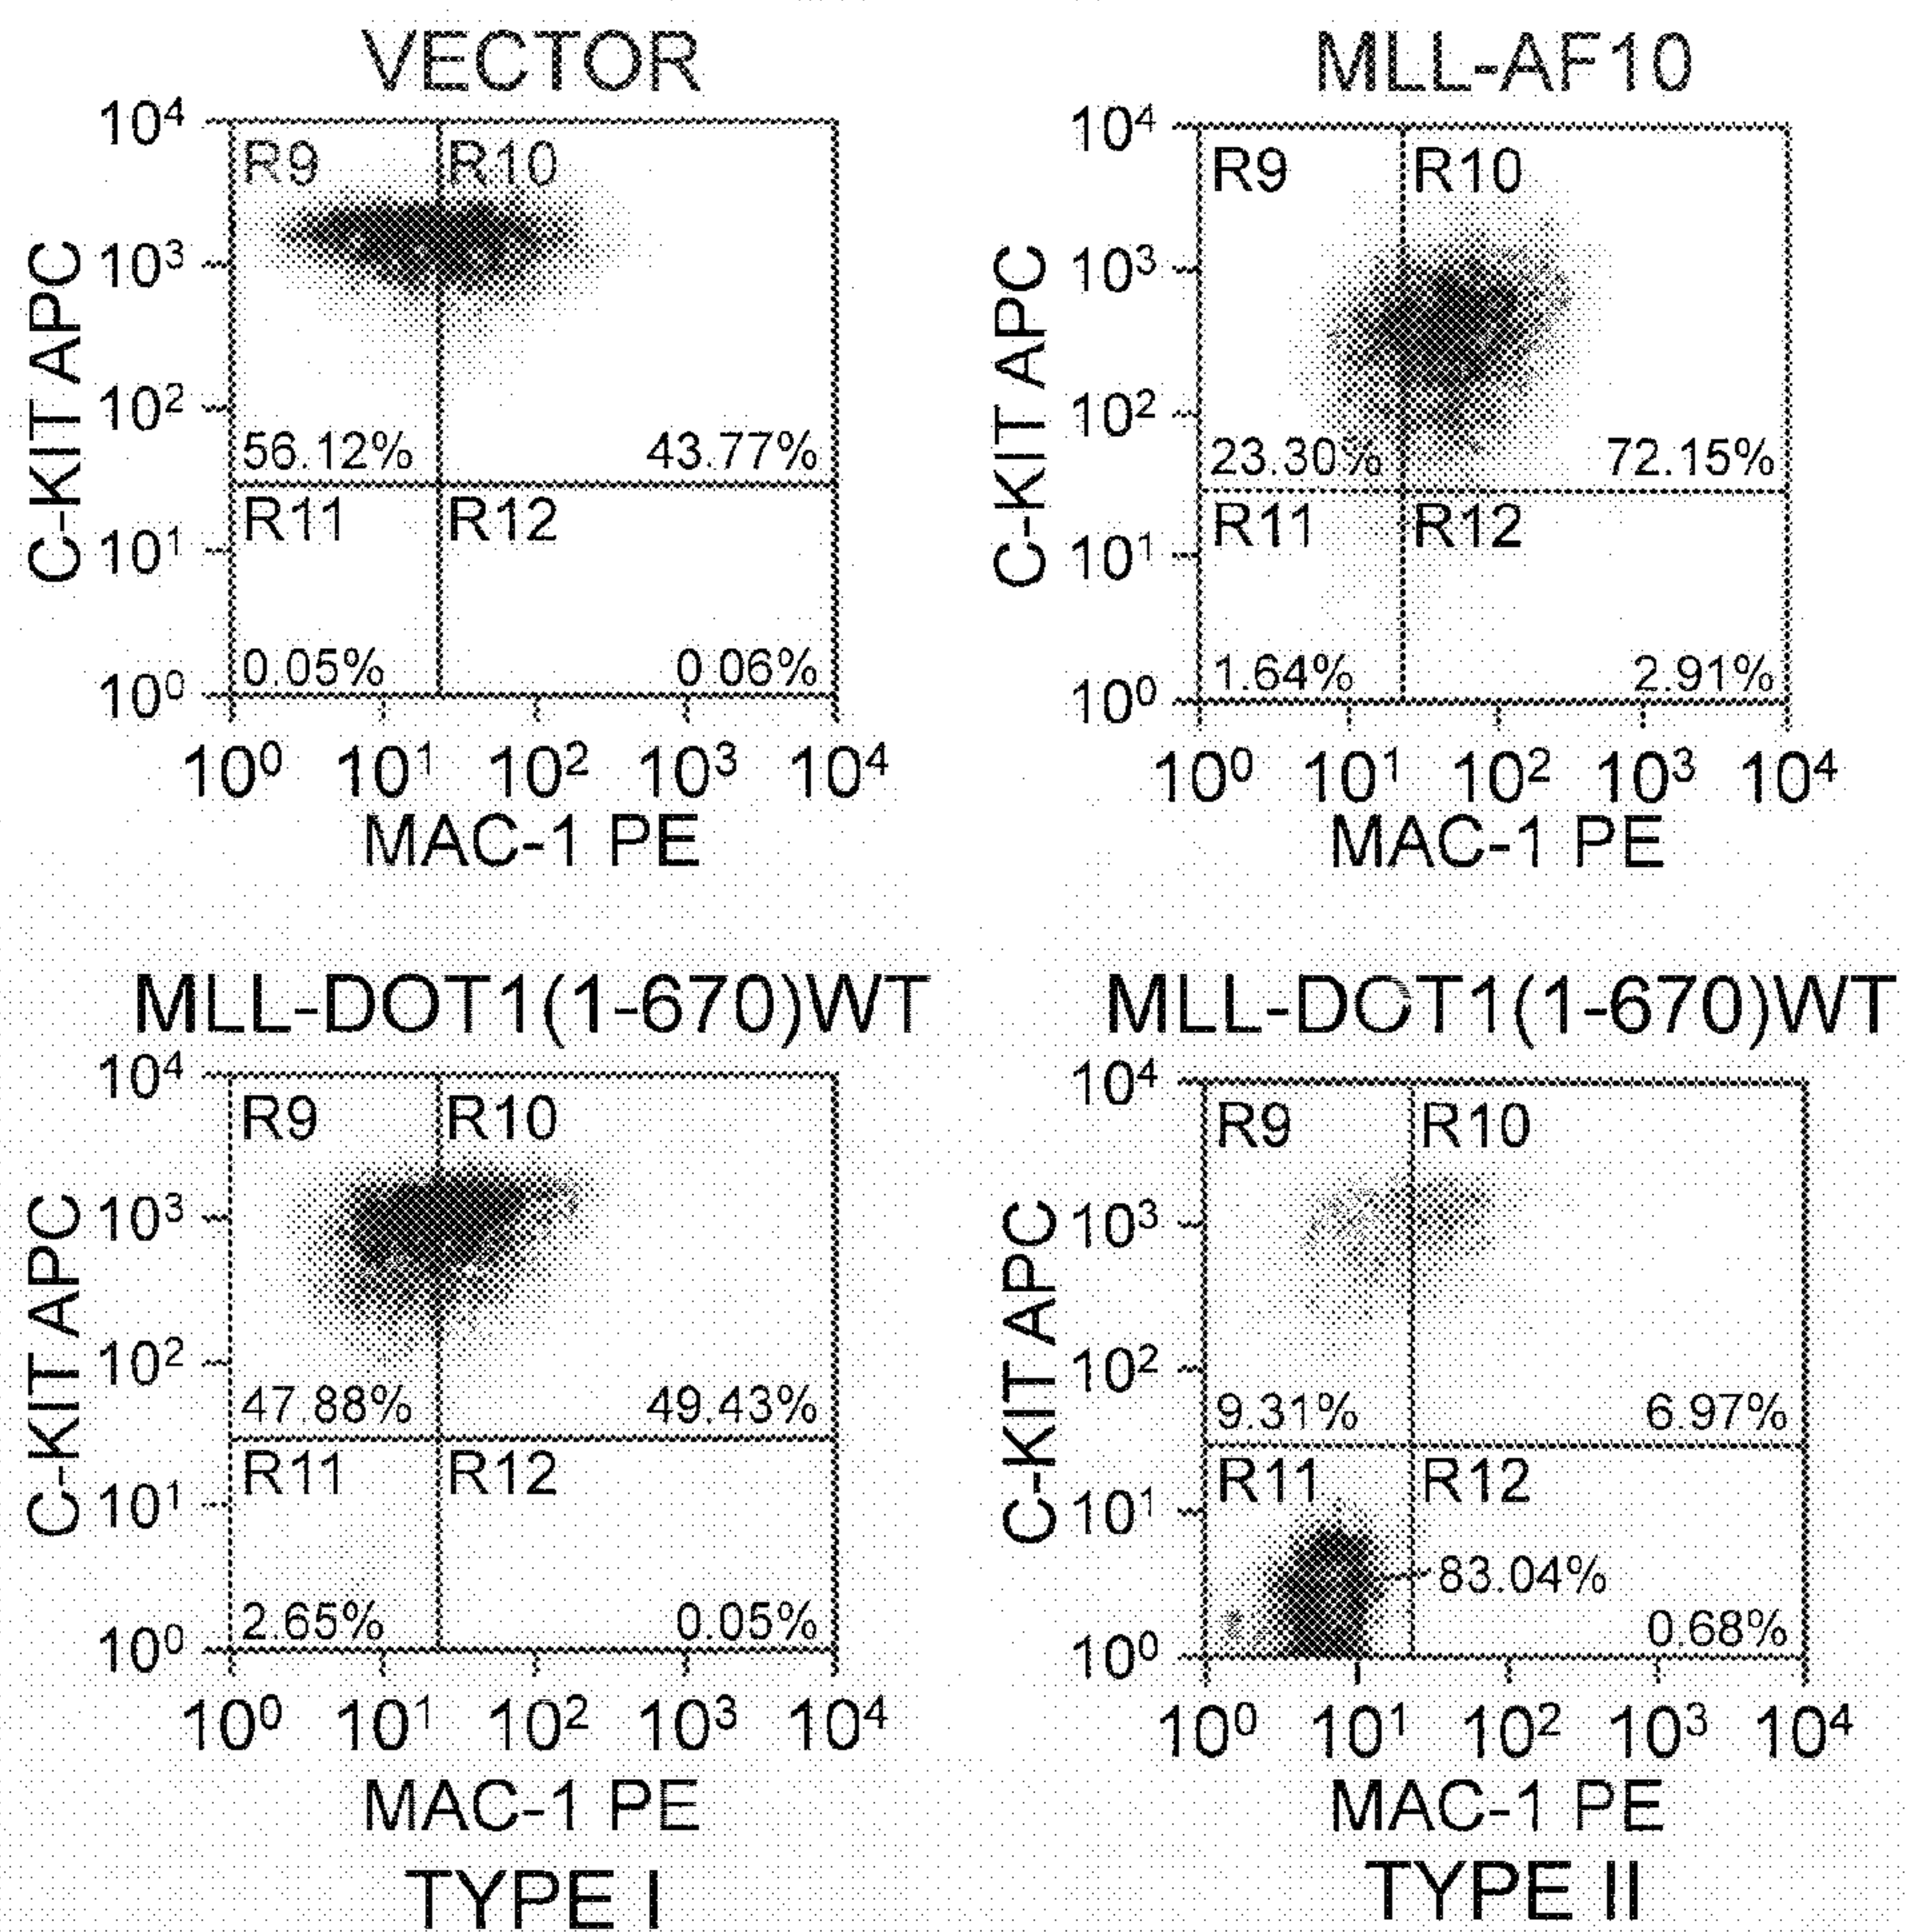 VECTOR
10⁴
R9
R10
C-KIT APC
10³
10²
56.12%
43.77%
R11
R12
10¹
0.05%
0 06%
10⁰
10⁰ 10¹ 10² 10³ 10⁴
MAC-1 PE
MLL-AF10
10⁴
R9
R10
C-KIT APC
10³
10²
23.30%
72.15%
R11
R12
10¹
1.64%
2.91%
10⁰
10⁰ 10¹ 10² 10³ 10⁴
MAC-1 PE
MLL-DOT1(1-670)WT
10⁴
R9
R10
C-KIT APC
10³
10²
47.88%
49.43%
R11
R12
10¹
2.65%
0.05%
10⁰
10⁰ 10¹ 10² 10³ 10⁴
MAC-1 PE
TYPE I
MLL-DOT1(1-670)WT
10⁴
R9
R10
C-KIT APC
10³
10²
9.31%
6.97%
R11
R12
10¹
83.04%
0.68%
10⁰
10⁰ 10¹ 10² 10³ 10⁴
MAC-1 PE
TYPE II